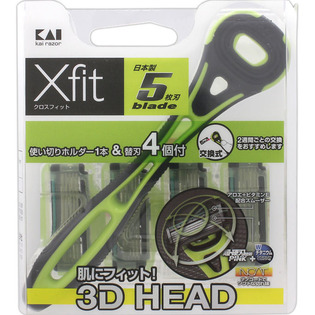 KAI
kai razor
Xfit
クロスフィット
日本製
5枚刃
blade
使い切りホルダー1本&替刃4個付
交換式
2週間ごとの交換
をおすすめします
アロエ+ビタミンE
配合スムーザー
肌にフィット!
3D HEAD